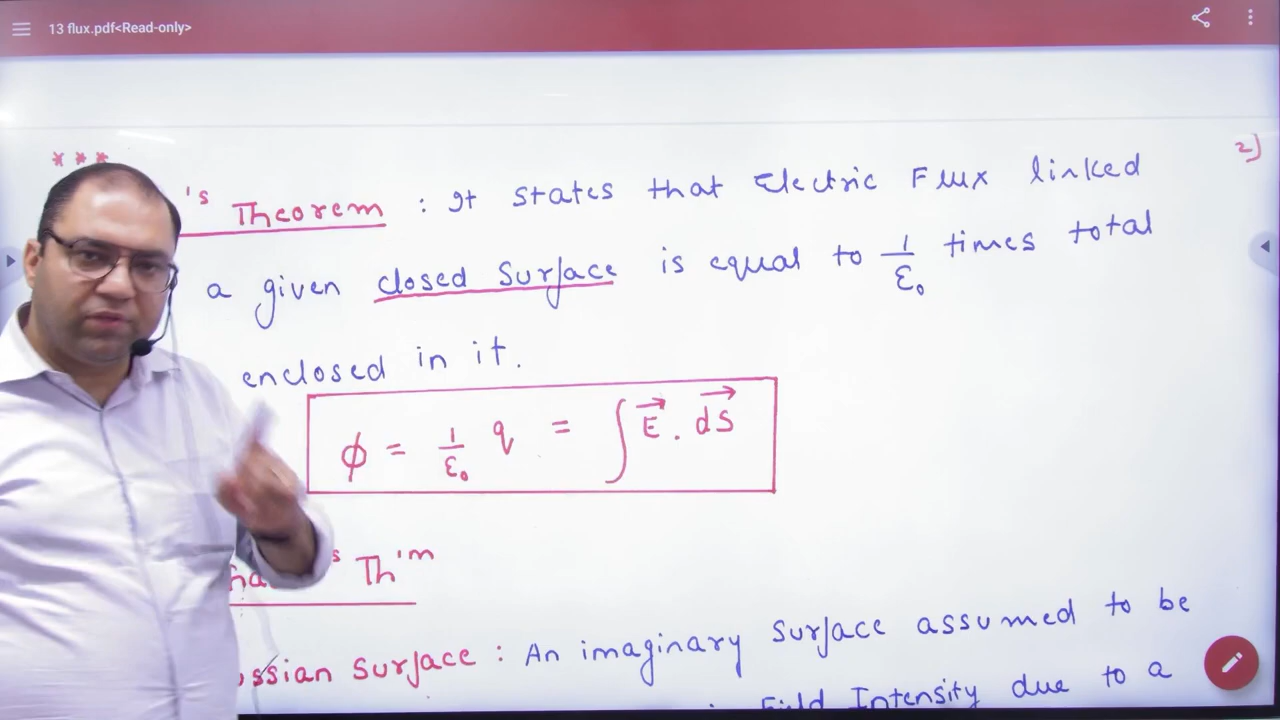 13 flux.pdf<Read-only>
***
2)
's Theorem : It states that Electric Flux linked
a given closed Surface is equal to 1/ε₀ times total
enclosed in it.
ϕ = 1/ε₀ q = ∫ E⃗ . dS⃗
s Th'm
ssian Surface : An imaginary Surface assumed to be
Field Intensity due to a